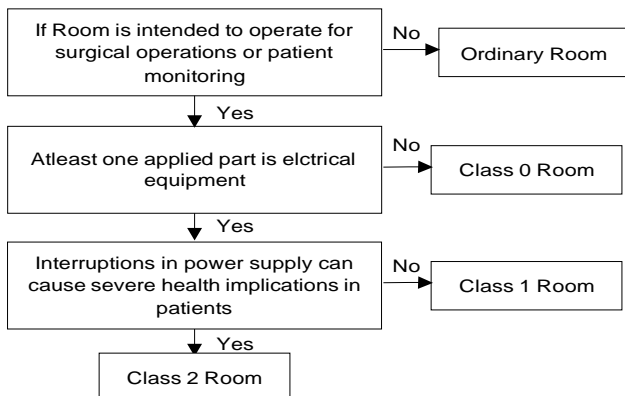 If Room is intended to operate for
surgical operations or patient
monitoring
No
Ordinary Room
Yes
Atleast one applied part is elctrical
equipment
No
Class 0 Room
Yes
Interruptions in power supply can
cause severe health implications in
patients
No
Class 1 Room
Yes
Class 2 Room